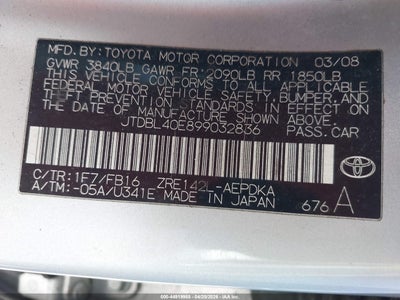 MFD. BY: TOYOTA MOTOR CORPORATION 03/08
GVWR 3840LB GAWR FR 2090LB RR 1850LB
THIS VEHICLE CONFORMS TO ALL APPLICABLE
FEDERAL MOTOR VEHICLE SAFETY, BUMPER, AND
THEFT PREVENTION STANDARDS IN EFFECT ON
THE DATE OF MANUFACTURE SHOWN ABOVE.
JTDBL40E899032836 PASS.CAR
C/TR: 1F7/FB16 ZRE142L-AEPDKA
A/TM: -05A/U341E MADE IN JAPAN 676 A
TOYOTA